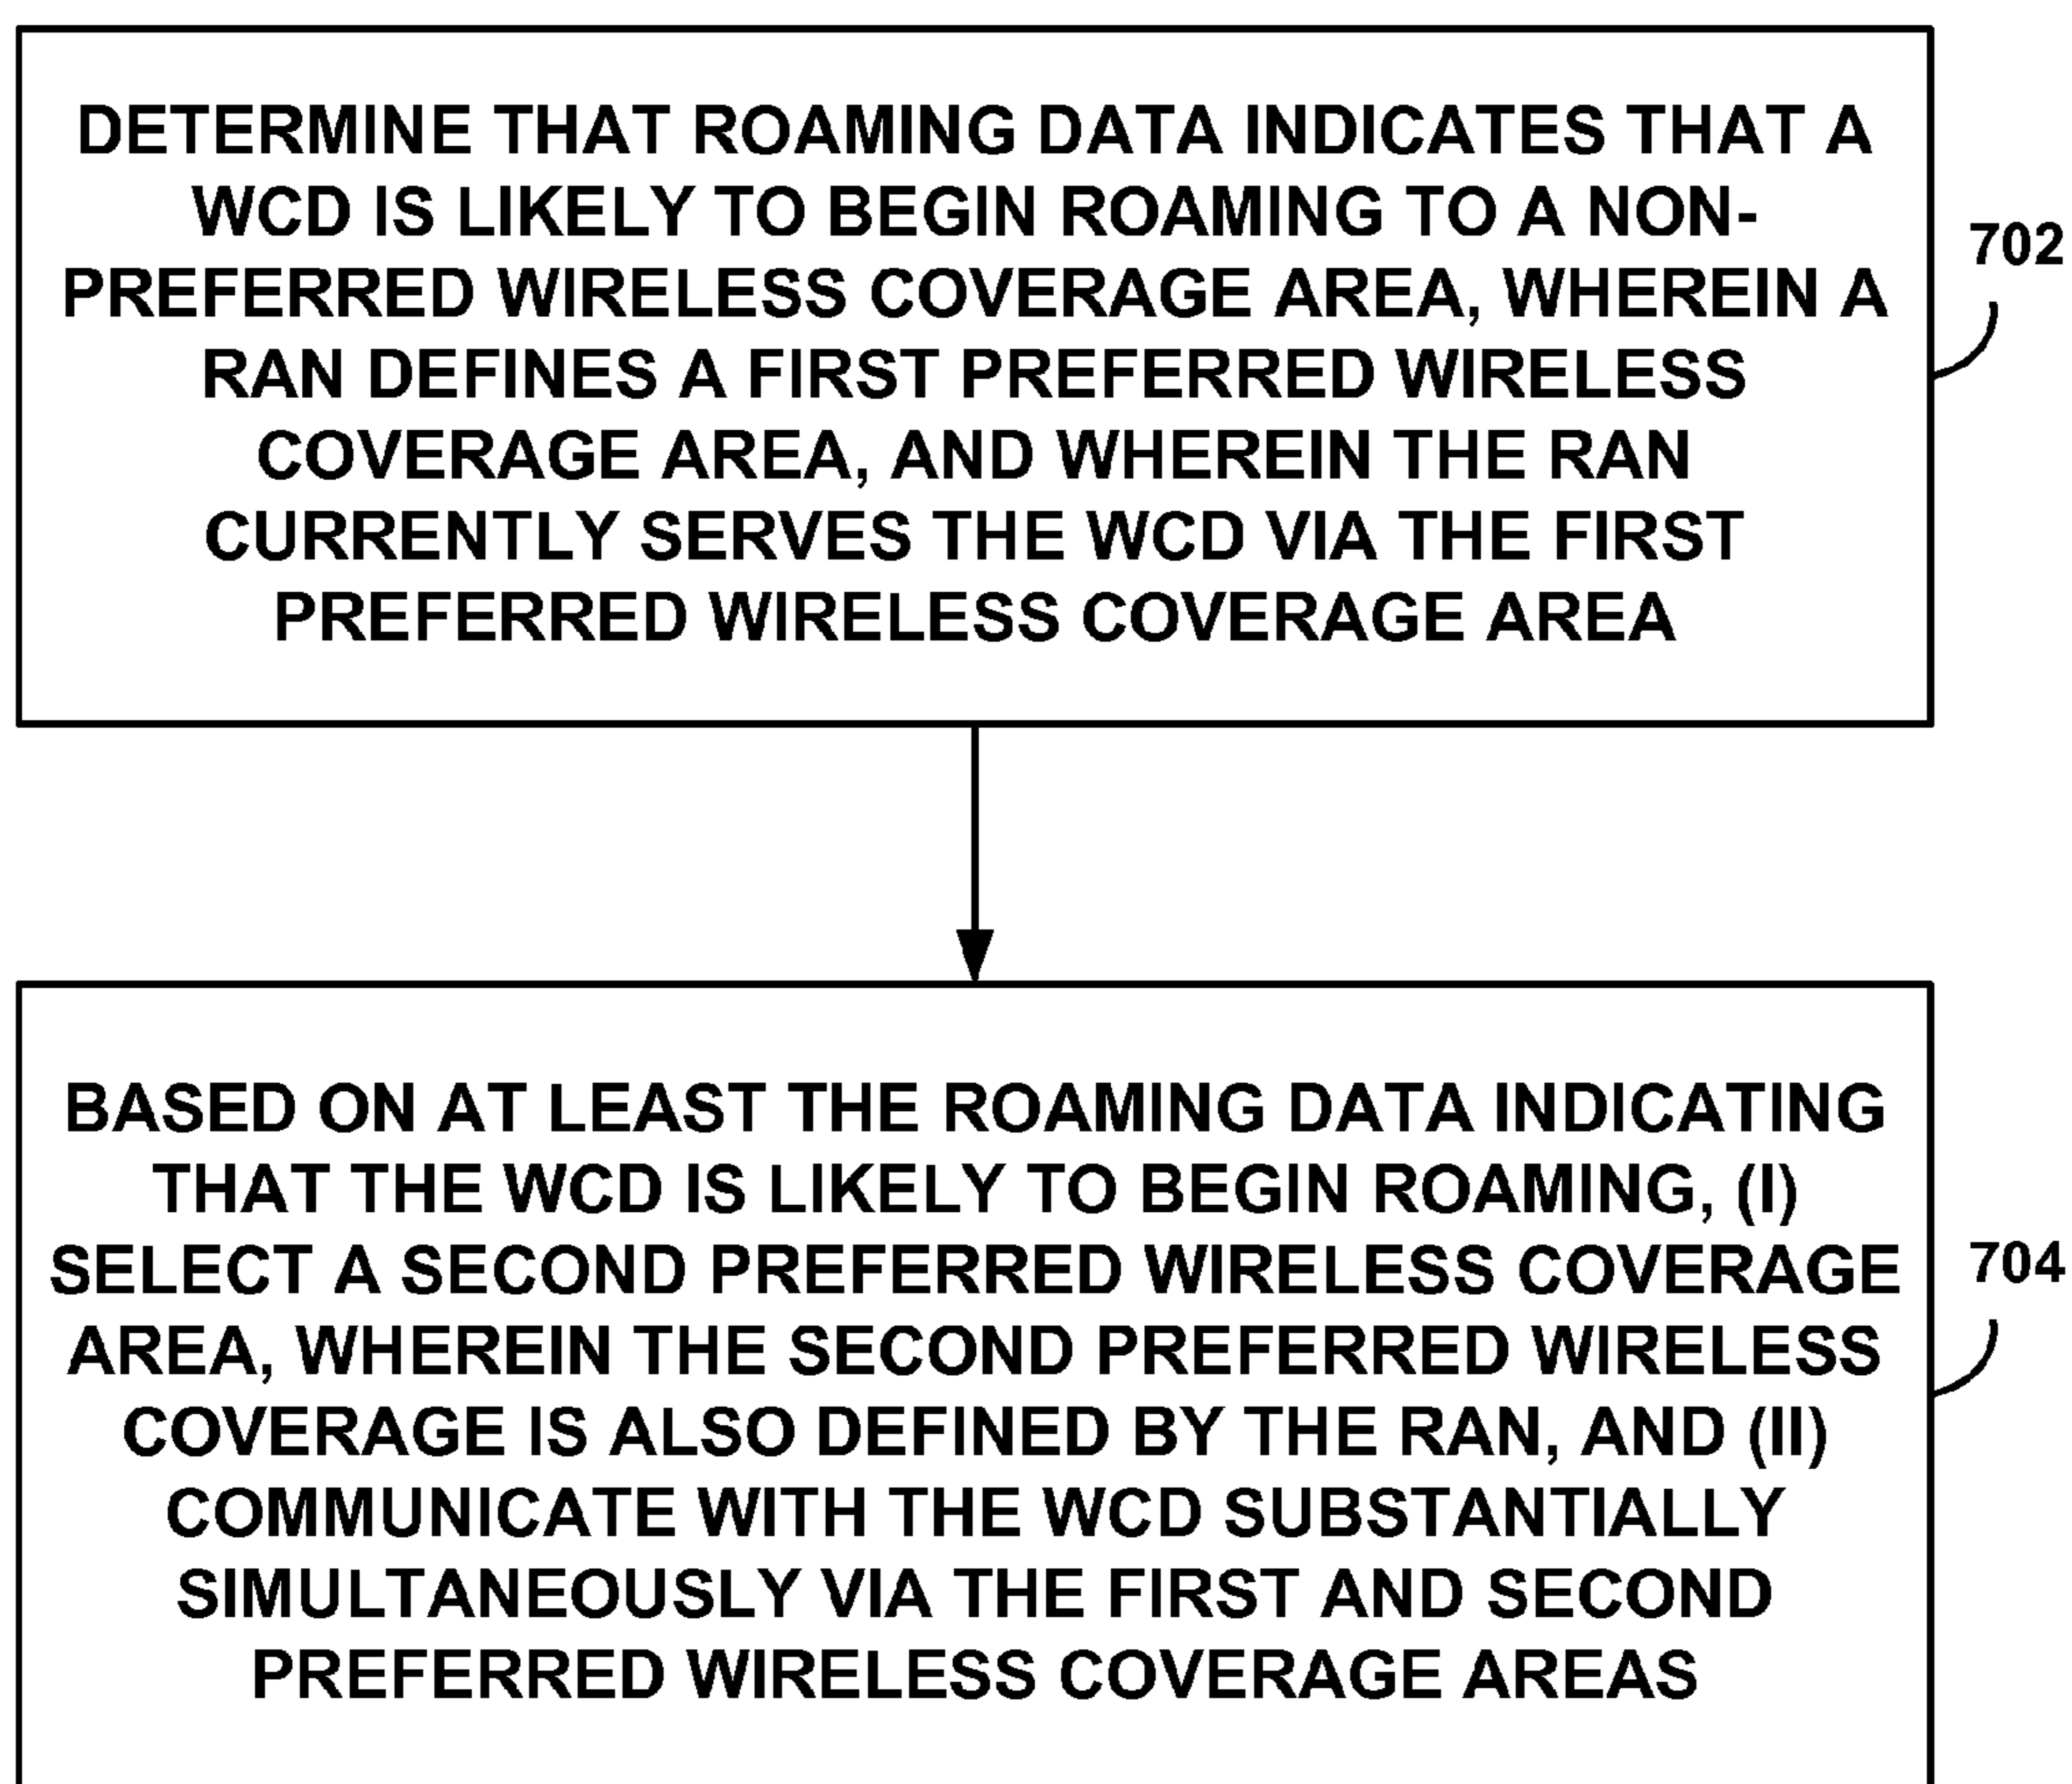 DETERMINE THAT ROAMING DATA INDICATES THAT A
WCD IS LIKELY TO BEGIN ROAMING TO A NON-
PREFERRED WIRELESS COVERAGE AREA, WHEREIN A
RAN DEFINES A FIRST PREFERRED WIRELESS
COVERAGE AREA, AND WHEREIN THE RAN
CURRENTLY SERVES THE WCD VIA THE FIRST
PREFERRED WIRELESS COVERAGE AREA
702
BASED ON AT LEAST THE ROAMING DATA INDICATING
THAT THE WCD IS LIKELY TO BEGIN ROAMING, (I)
SELECT A SECOND PREFERRED WIRELESS COVERAGE
AREA, WHEREIN THE SECOND PREFERRED WIRELESS
COVERAGE IS ALSO DEFINED BY THE RAN, AND (II)
COMMUNICATE WITH THE WCD SUBSTANTIALLY
SIMULTANEOUSLY VIA THE FIRST AND SECOND
PREFERRED WIRELESS COVERAGE AREAS
704